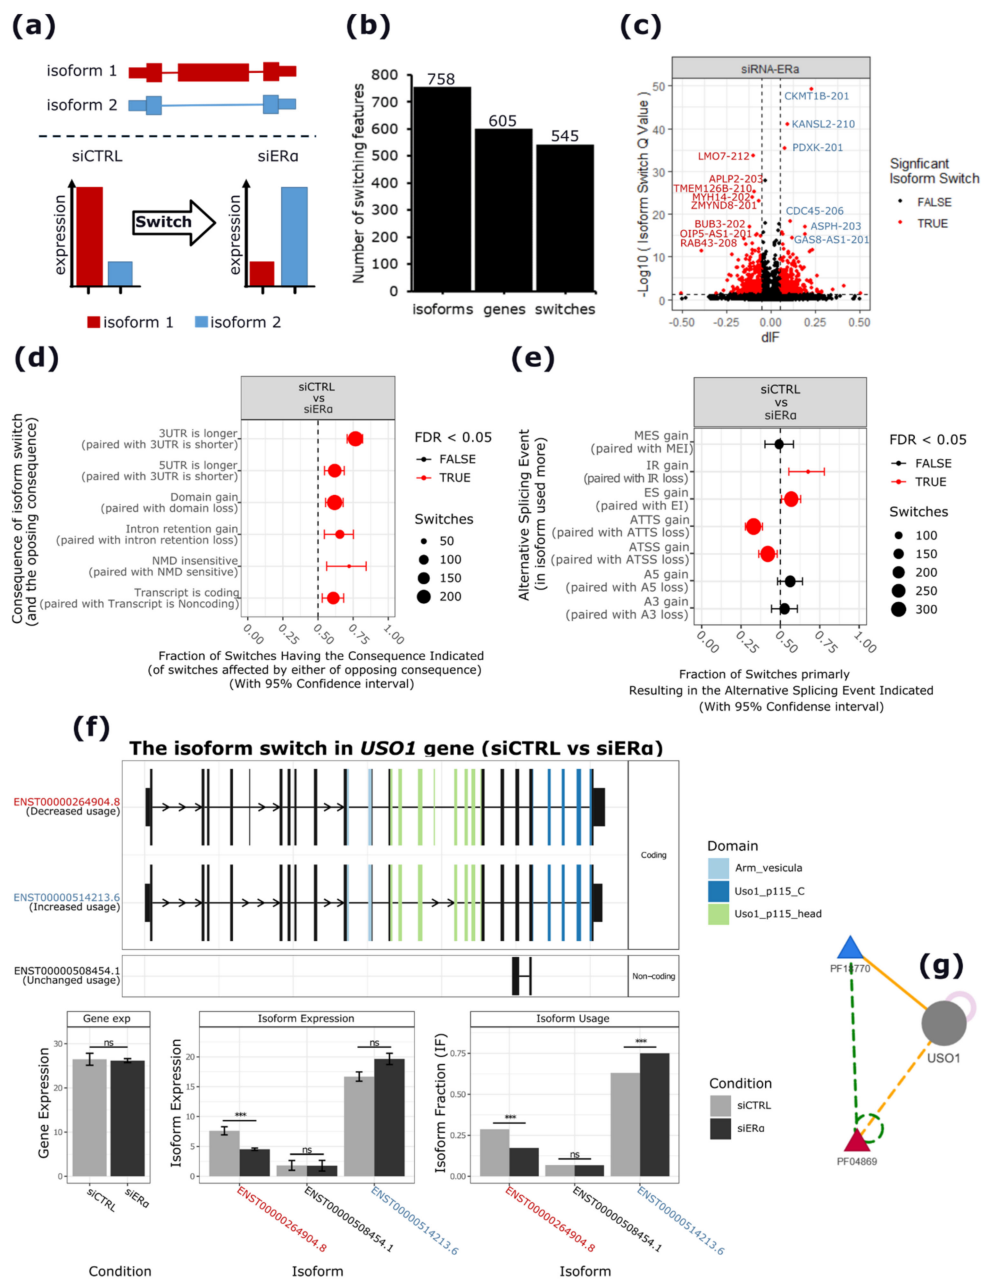 (a)
isoform 1
isoform 2
siCTRL
siERɑ
expression
Switch
expression
isoform 1
isoform 2
(b)
Number of switching features
800
700
600
500
400
300
200
100
0
758
605
545
isoforms
genes
switches
(c)
siRNA-ERa
-Log10 ( Isoform Switch Q Value )
50
40
30
20
10
0
CKMT1B-201
KANSL2-210
PDXK-201
LMO7-212
APLP2-203
TMEM126B-210
MYH14-202
ZMYND8-201
CDC45-206
BUB3-202
ASPH-203
OIP5-AS1-201
GAS8-AS1-201
RAB43-208
-0.50
-0.25
0.00
0.25
0.50
dIF
Signficant
Isoform Switch
FALSE
TRUE
(d)
siCTRL
vs
siERɑ
Consequence of isoform swiitch
(and the opposing consequence)
3UTR is longer
(paired with 3UTR is shorter)
5UTR is longer
(paired with 3UTR is shorter)
Domain gain
(paired with domain loss)
Intron retention gain
(paired with intron retention loss)
NMD insensitive
(paired with NMD sensitive)
Transcript is coding
(paired with Transcript is Noncoding)
0.00
0.25
0.50
0.75
1.00
Fraction of Switches Having the Consequence Indicated
(of switches affected by either of opposing consequence)
(With 95% Confidence interval)
FDR < 0.05
FALSE
TRUE
Switches
50
100
150
200
(e)
siCTRL
vs
siERɑ
Alternative Splicing Event
(in isoform used more)
MES gain
(paired with MEI)
IR gain
(paired with IR loss)
ES gain
(paired with EI)
ATTS gain
(paired with ATTS loss)
ATSS gain
(paired with ATSS loss)
A5 gain
(paired with A5 loss)
A3 gain
(paired with A3 loss)
0.00
0.25
0.50
0.75
1.00
Fraction of Switches primarly
Resulting in the Alternative Splicing Event Indicated
(With 95% Confidense interval)
FDR < 0.05
FALSE
TRUE
Switches
100
150
200
250
300
(f)
The isoform switch in USO1 gene (siCTRL vs siERɑ)
ENST00000264904.8
(Decreased usage)
ENST00000514213.6
(Increased usage)
ENST00000508454.1
(Unchanged usage)
Coding
Non-coding
Domain
Arm_vesicula
Uso1_p115_C
Uso1_p115_head
Gene exp
Gene Expression
30
20
10
0
ns
siCTRL
siERɑ
Condition
Isoform Expression
Isoform Expression
20
15
10
5
0
***
ns
ns
ENST00000264904.8
ENST00000508454.1
ENST00000514213.6
Isoform
Isoform Usage
Isoform Fraction (IF)
0.75
0.50
0.25
0.00
***
ns
***
ENST00000264904.8
ENST00000508454.1
ENST00000514213.6
Isoform
Condition
siCTRL
siERɑ
(g)
USO1
PF04869